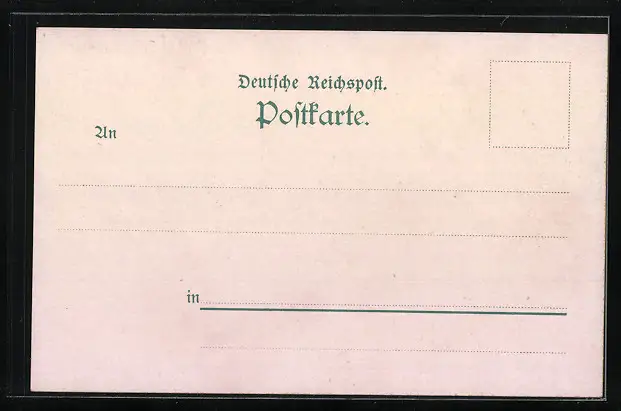 Deutſche Reichspoſt.
Poſtkarte.
An
in